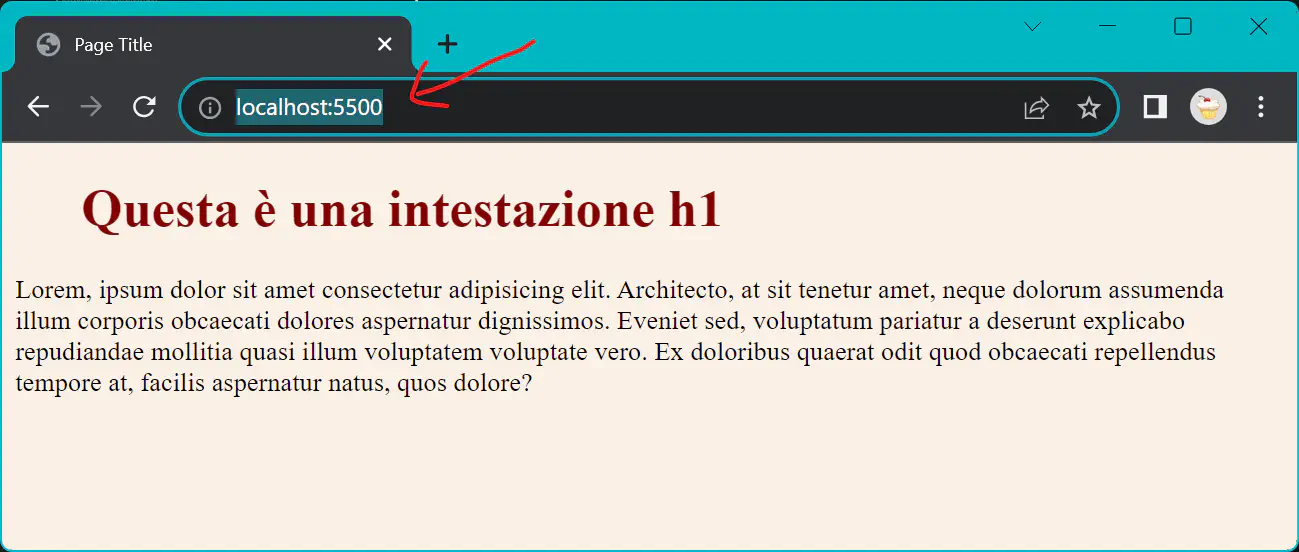 Page Title
localhost:5500
Questa è una intestazione h1
Lorem, ipsum dolor sit amet consectetur adipisicing elit. Architecto, at sit tenetur amet, neque dolorum assumenda
illum corporis obcaecati dolores aspernatur dignissimos. Eveniet sed, voluptatum pariatur a deserunt explicabo
repudiandae mollitia quasi illum voluptatem voluptate vero. Ex doloribus quaerat odit quod obcaecati repellendus
tempore at, facilis aspernatur natus, quos dolore?